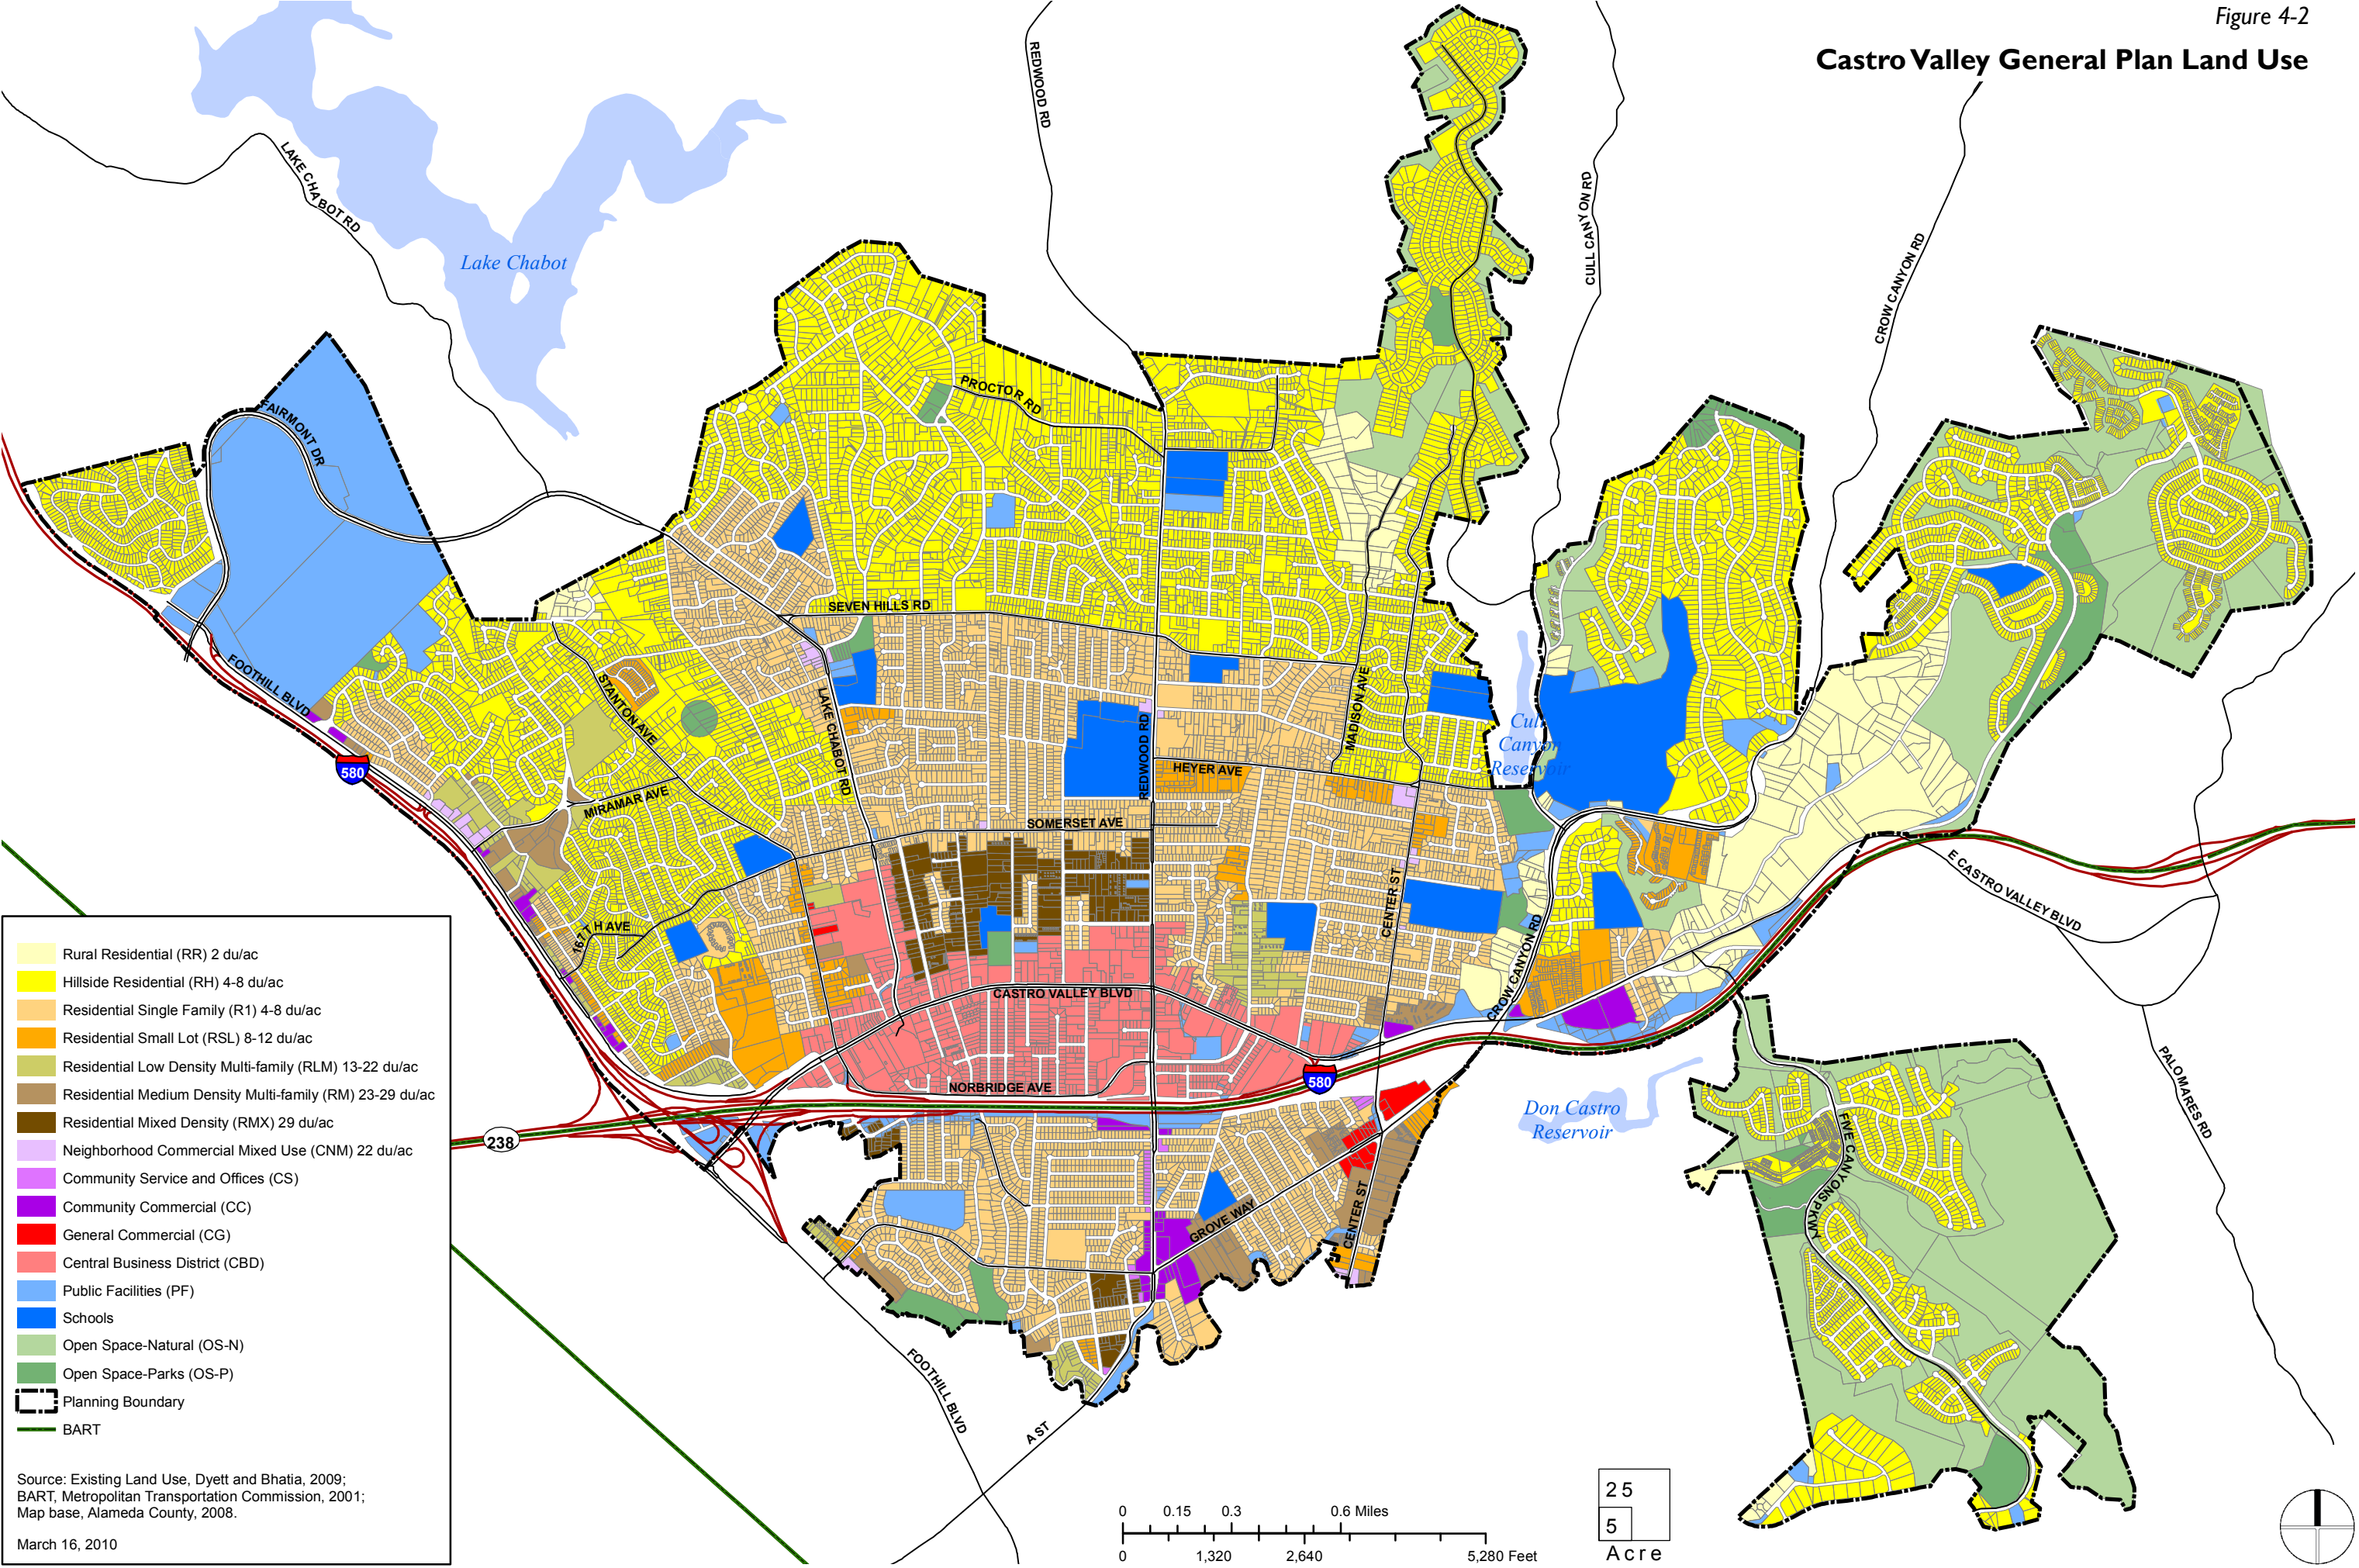 Figure 4-2
Castro Valley General Plan Land Use
REDWOOD RD
LAKE CHABOT RD
CULL CANYON RD
CROW CANYON RD
Lake Chabot
PROCTOR RD
FAIRMONT DR
SEVEN HILLS RD
FOOTHILL BLVD
STANTON AVE
LAKE CHABOT RD
REDWOOD RD
MADISON AVE
Cull
Canyon
Reservoir
580
HEYER AVE
MIRAMAR AVE
SOMERSET AVE
E CASTRO VALLEY BLVD
CENTER ST
167TH AVE
CROW CANYON RD
CASTRO VALLEY BLVD
NORBRIDGE AVE
580
238
Don Castro
Reservoir
PALOMARES RD
FIVE CANYONS PKWY
GROVE WAY
CENTER ST
FOOTHILL BLVD
A ST
Rural Residential (RR) 2 du/ac
Hillside Residential (RH) 4-8 du/ac
Residential Single Family (R1) 4-8 du/ac
Residential Small Lot (RSL) 8-12 du/ac
Residential Low Density Multi-family (RLM) 13-22 du/ac
Residential Medium Density Multi-family (RM) 23-29 du/ac
Residential Mixed Density (RMX) 29 du/ac
Neighborhood Commercial Mixed Use (CNM) 22 du/ac
Community Service and Offices (CS)
Community Commercial (CC)
General Commercial (CG)
Central Business District (CBD)
Public Facilities (PF)
Schools
Open Space-Natural (OS-N)
Open Space-Parks (OS-P)
Planning Boundary
BART
Source: Existing Land Use, Dyett and Bhatia, 2009;
BART, Metropolitan Transportation Commission, 2001;
Map base, Alameda County, 2008.
March 16, 2010
0 0.15 0.3 0.6 Miles
0 1,320 2,640 5,280 Feet
25
5
Acre